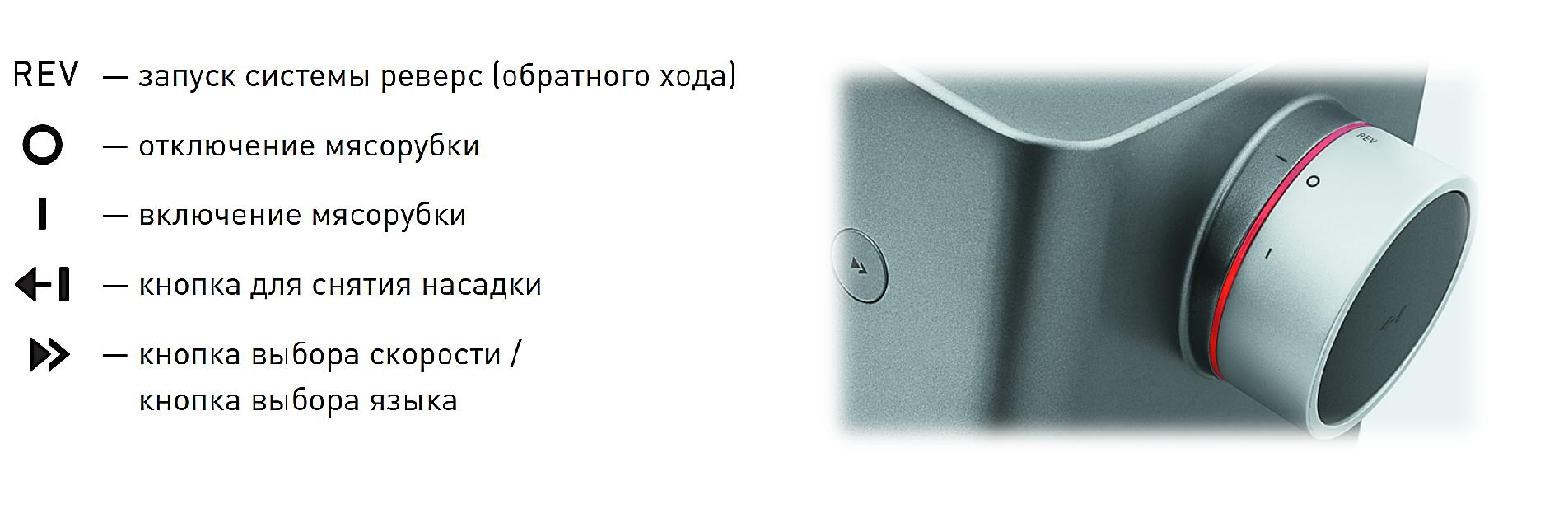 REV — запуск системы реверс (обратного хода)
O — отключение мясорубки
I — включение мясорубки
— кнопка для снятия насадки
— кнопка выбора скорости /
кнопка выбора языка
REV
O
I